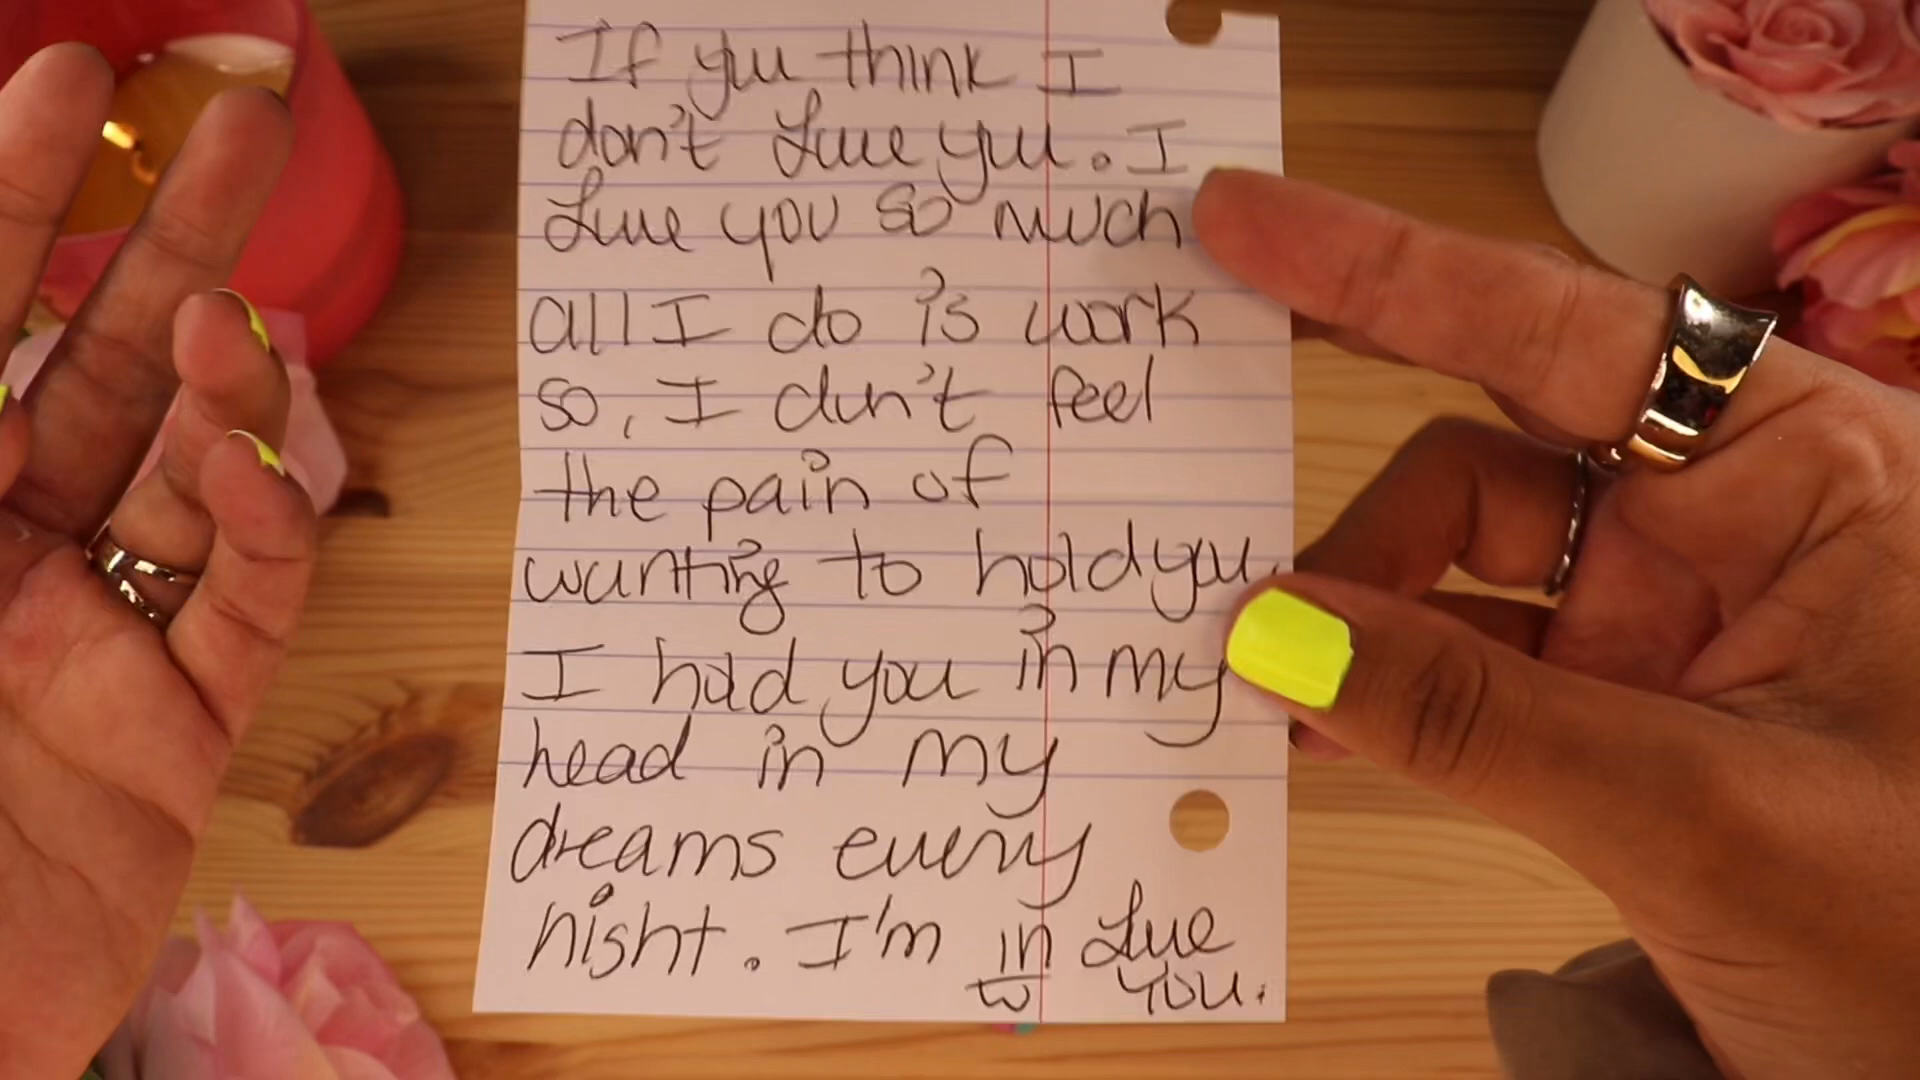 If you think I
don't Love you. I
Love you so much
all I do is work
so, I don't feel
the pain of
wanting to hold you.
I hold you in my
head in my
dreams every
night. I'm in Love
w you.